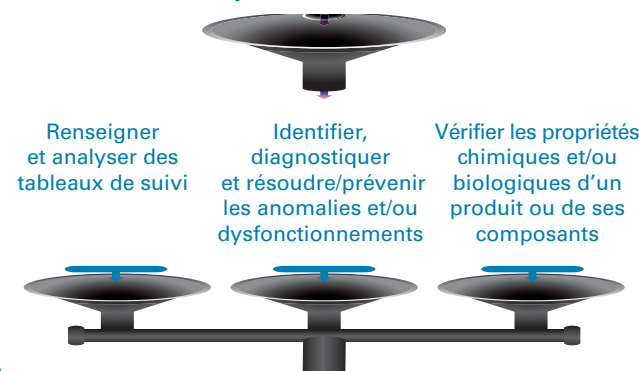 Renseigner
et analyser des
tableaux de suivi
Identifier,
diagnostiquer
et résoudre/prévenir
les anomalies et/ou
dysfonctionnements
Vérifier les propriétés
chimiques et/ou
biologiques d’un
produit ou de ses
composants